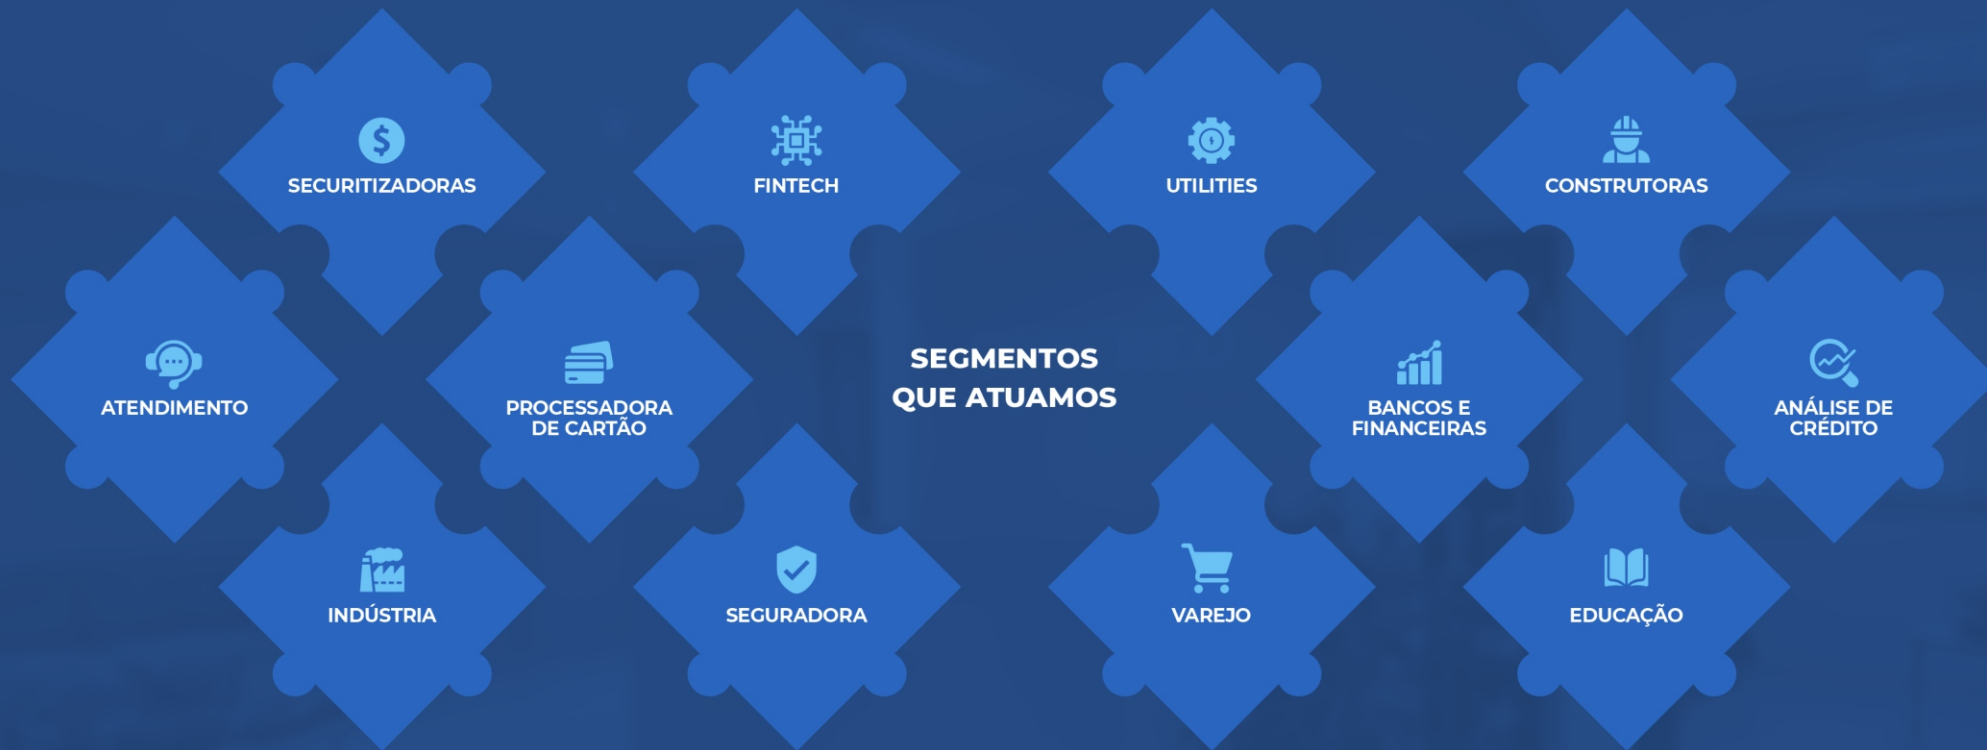 SECURITIZADORAS
FINTECH
UTILITIES
CONSTRUTORAS
ATENDIMENTO
PROCESSADORA
DE CARTÃO
SEGMENTOS
QUE ATUAMOS
BANCOS E
FINANCEIRAS
ANÁLISE DE
CRÉDITO
INDÚSTRIA
SEGURADORA
VAREJO
EDUCAÇÃO